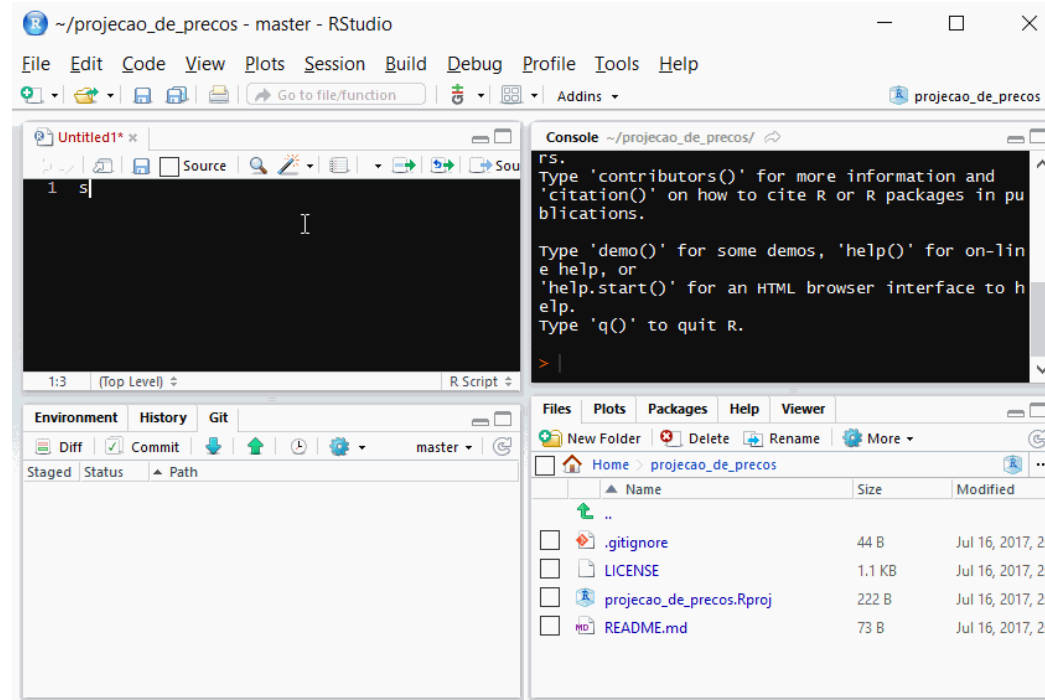 ~/projecao_de_precos - master - RStudio
File Edit Code View Plots Session Build Debug Profile Tools Help
Go to file/function Addins projecao_de_precos
Untitled1*
Source Sou
1 s
1:3 (Top Level) R Script
Console ~/projecao_de_precos/
rs.
Type 'contributors()' for more information and
'citation()' on how to cite R or R packages in pu
blications.
Type 'demo()' for some demos, 'help()' for on-lin
e help, or
'help.start()' for an HTML browser interface to h
elp.
Type 'q()' to quit R.
>
Environment History Git
Diff Commit master
Staged Status Path
Files Plots Packages Help Viewer
New Folder Delete Rename More
Home projecao_de_precos
Name Size Modified
..
.gitignore 44 B Jul 16, 2017, 2
LICENSE 1.1 KB Jul 16, 2017, 2
projecao_de_precos.Rproj 222 B Jul 16, 2017, 2
README.md 73 B Jul 16, 2017, 2